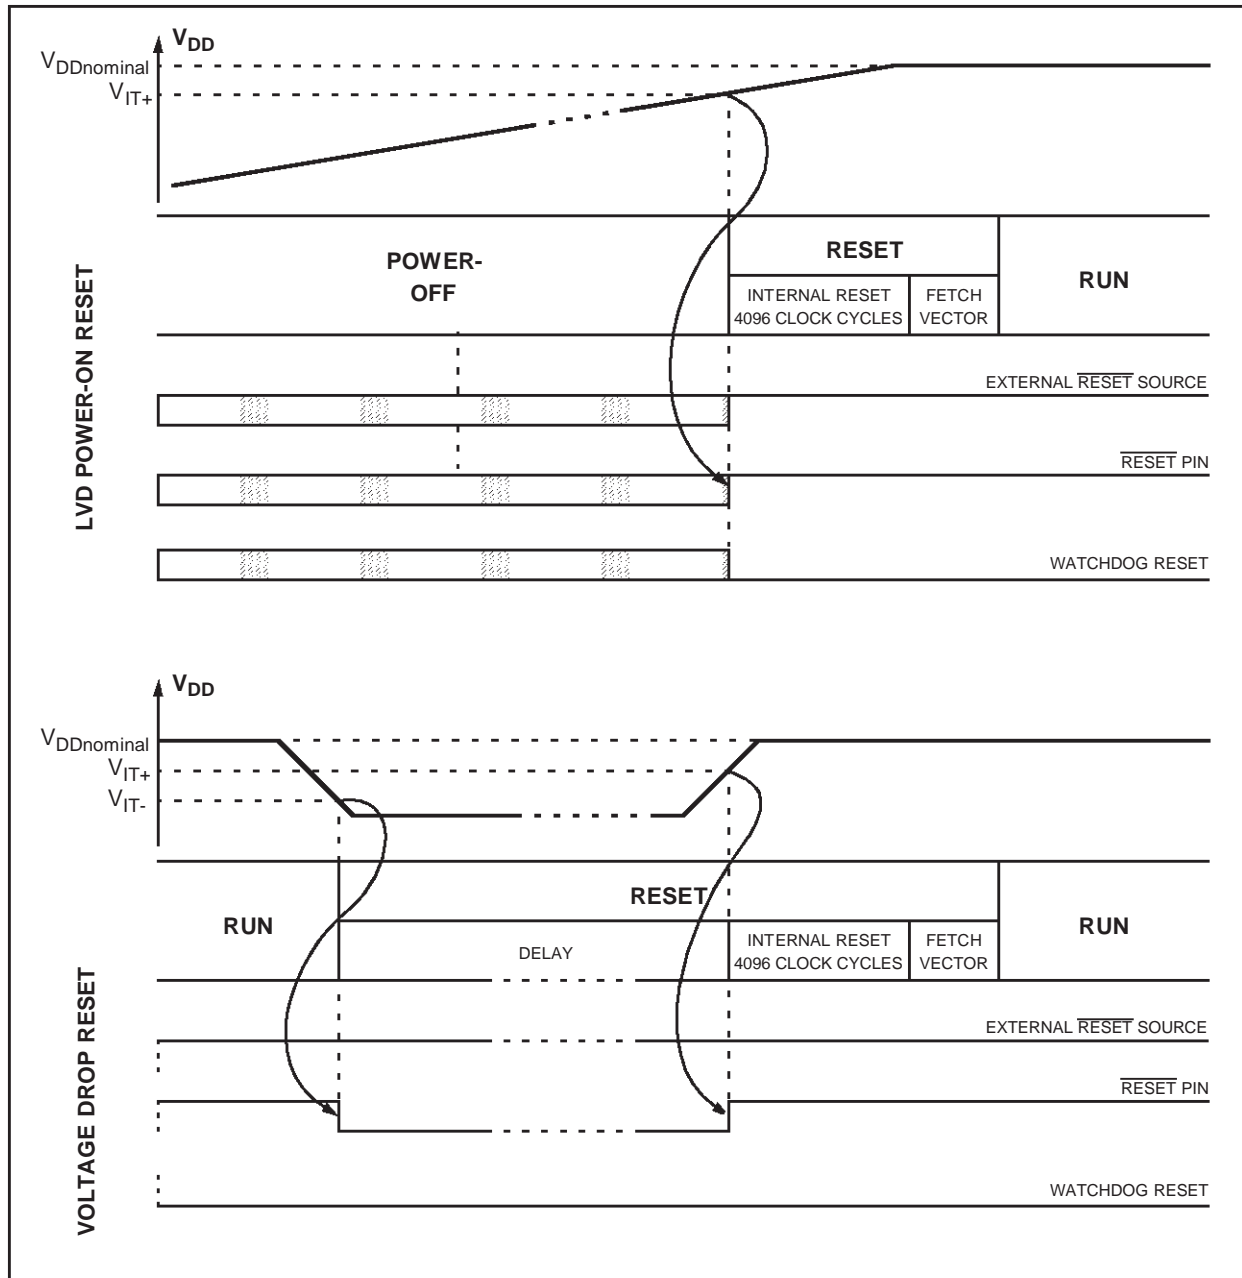 VDD
VDDnominal
VIT+
LVD POWER-ON RESET
POWER-
OFF
RESET
INTERNAL RESET
4096 CLOCK CYCLES
FETCH
VECTOR
RUN
EXTERNAL RESET SOURCE
RESET PIN
WATCHDOG RESET
VDD
VDDnominal
VIT+
VIT-
VOLTAGE DROP RESET
RUN
RESET
DELAY
INTERNAL RESET
4096 CLOCK CYCLES
FETCH
VECTOR
RUN
EXTERNAL RESET SOURCE
RESET PIN
WATCHDOG RESET